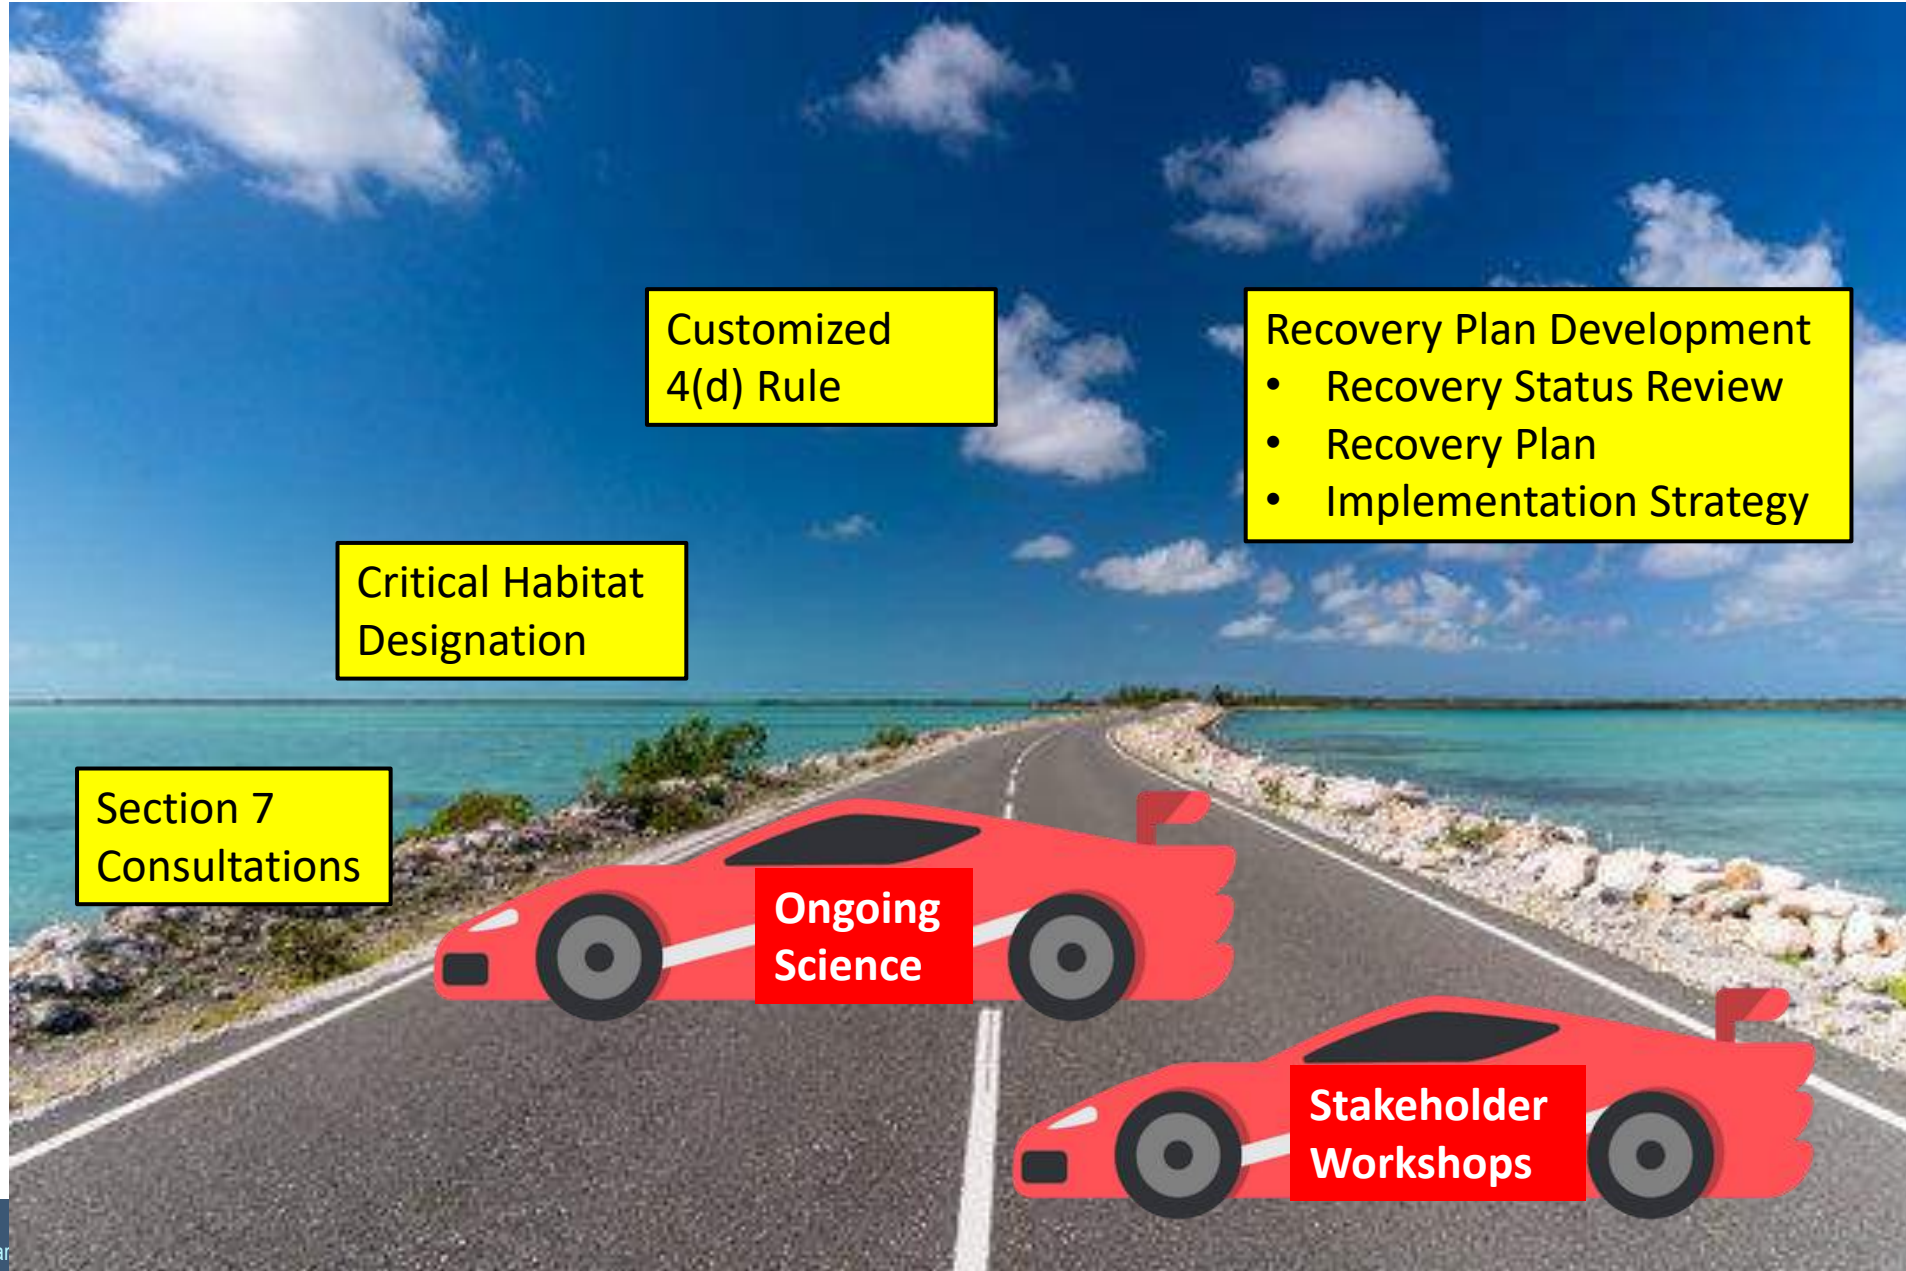 Customized
4(d) Rule
Recovery Plan Development
• Recovery Status Review
• Recovery Plan
• Implementation Strategy
Critical Habitat
Designation
Section 7
Consultations
Ongoing
Science
Stakeholder
Workshops